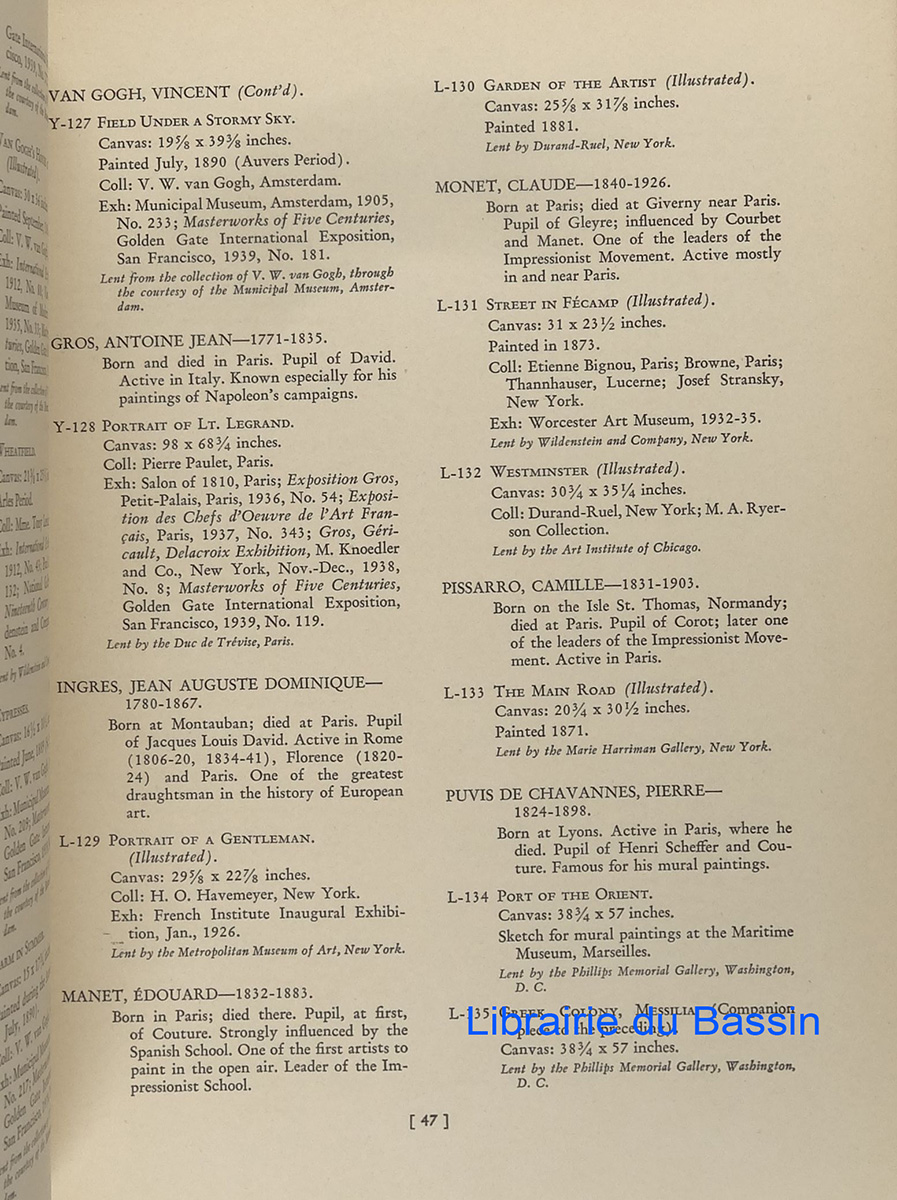 VAN GOGH, VINCENT (Cont'd).
Y-127 FIELD UNDER A STORMY SKY.
Canvas: 19⅝ x 39⅜ inches.
Painted July, 1890 (Auvers Period).
Coll: V. W. van Gogh, Amsterdam.
Exh: Municipal Museum, Amsterdam, 1905,
No. 233; Masterworks of Five Centuries,
Golden Gate International Exposition,
San Francisco, 1939, No. 181.
Lent from the collection of V. W. van Gogh, through
the courtesy of the Municipal Museum, Amster-
dam.
GROS, ANTOINE JEAN—1771-1835.
Born and died in Paris. Pupil of David.
Active in Italy. Known especially for his
paintings of Napoleon's campaigns.
Y-128 PORTRAIT OF LT. LEGRAND.
Canvas: 98 x 68¾ inches.
Coll: Pierre Paulet, Paris.
Exh: Salon of 1810, Paris; Exposition Gros,
Petit-Palais, Paris, 1936, No. 54; Exposi-
tion des Chefs d'Oeuvre de l'Art Fran-
çais, Paris, 1937, No. 343; Gros, Géri-
cault, Delacroix Exhibition, M. Knoedler
and Co., New York, Nov.-Dec., 1938,
No. 8; Masterworks of Five Centuries,
Golden Gate International Exposition,
San Francisco, 1939, No. 119.
Lent by the Duc de Trévise, Paris.
INGRES, JEAN AUGUSTE DOMINIQUE—
1780-1867.
Born at Montauban; died at Paris. Pupil
of Jacques Louis David. Active in Rome
(1806-20, 1834-41), Florence (1820-
24) and Paris. One of the greatest
draughtsman in the history of European
art.
L-129 PORTRAIT OF A GENTLEMAN.
(Illustrated).
Canvas: 29⅝ x 22⅞ inches.
Coll: H. O. Havemeyer, New York.
Exh: French Institute Inaugural Exhibi-
tion, Jan., 1926.
Lent by the Metropolitan Museum of Art, New York.
MANET, ÉDOUARD—1832-1883.
Born in Paris; died there. Pupil, at first,
of Couture. Strongly influenced by the
Spanish School. One of the first artists to
paint in the open air. Leader of the Im-
pressionist School.
L-130 GARDEN OF THE ARTIST (Illustrated).
Canvas: 25⅝ x 31⅞ inches.
Painted 1881.
Lent by Durand-Ruel, New York.
MONET, CLAUDE—1840-1926.
Born at Paris; died at Giverny near Paris.
Pupil of Gleyre; influenced by Courbet
and Manet. One of the leaders of the
Impressionist Movement. Active mostly
in and near Paris.
L-131 STREET IN FÉCAMP (Illustrated).
Canvas: 31 x 23½ inches.
Painted in 1873.
Coll: Etienne Bignou, Paris; Browne, Paris;
Thannhauser, Lucerne; Josef Stransky,
New York.
Exh: Worcester Art Museum, 1932-35.
Lent by Wildenstein and Company, New York.
L-132 WESTMINSTER (Illustrated).
Canvas: 30¾ x 35¼ inches.
Coll: Durand-Ruel, New York; M. A. Ryer-
son Collection.
Lent by the Art Institute of Chicago.
PISSARRO, CAMILLE—1831-1903.
Born on the Isle St. Thomas, Normandy;
died at Paris. Pupil of Corot; later one
of the leaders of the Impressionist Move-
ment. Active in Paris.
L-133 THE MAIN ROAD (Illustrated).
Canvas: 20¾ x 30½ inches.
Painted 1871.
Lent by the Marie Harriman Gallery, New York.
PUVIS DE CHAVANNES, PIERRE—
1824-1898.
Born at Lyons. Active in Paris, where he
died. Pupil of Henri Scheffer and Cou-
ture. Famous for his mural paintings.
L-134 PORT OF THE ORIENT.
Canvas: 38¾ x 57 inches.
Sketch for mural paintings at the Maritime
Museum, Marseilles.
Lent by the Phillips Memorial Gallery, Washington,
D. C.
L-135 GREEK COLONY, MESSILIA (Companion
piece to the preceding).
Canvas: 38¾ x 57 inches.
Lent by the Phillips Memorial Gallery, Washington,
D. C.
Librairie du Bassin
[ 47 ]